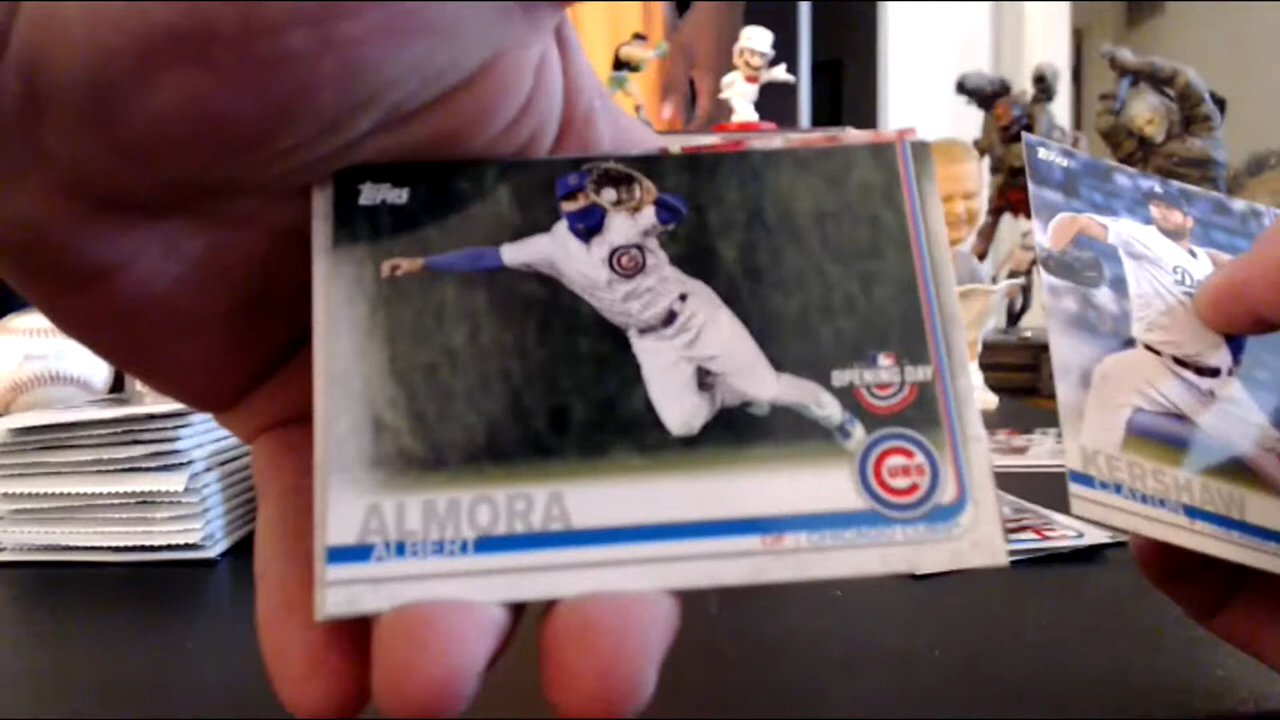 Topps
OPENING DAY
CUBS
ALMORA
ALBERT
Topps
KERSHAW
CLAYTON